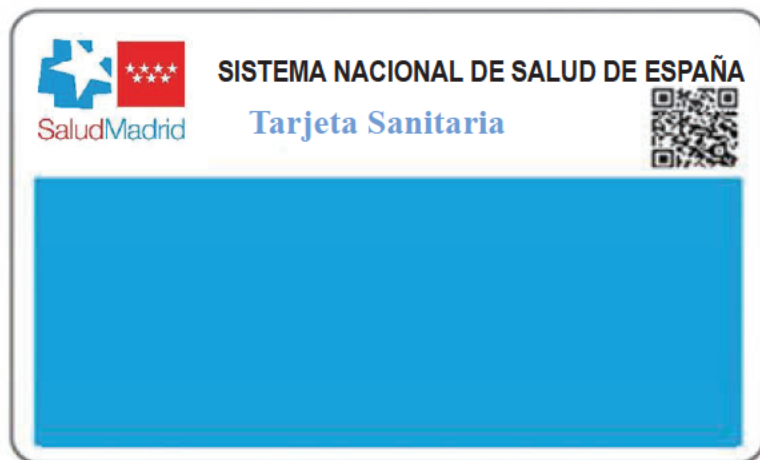 SISTEMA NACIONAL DE SALUD DE ESPAÑA
Tarjeta Sanitaria
SaludMadrid